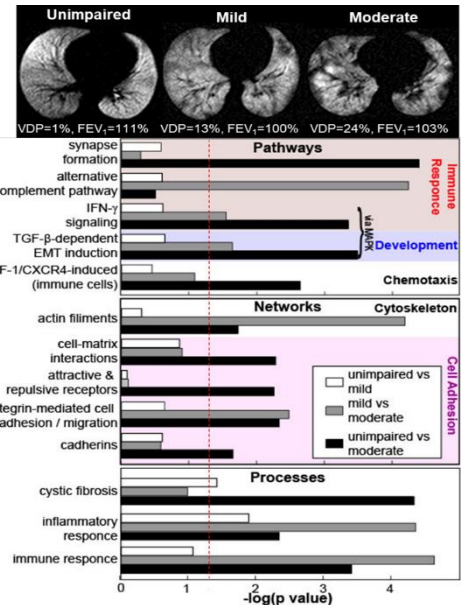 Unimpaired Mild Moderate
VDP=1%, FEV₁=111% VDP=13%, FEV₁=100% VDP=24%, FEV₁=103%
Pathways
synapse
formation
alternative
omplement pathway
IFN-γ
signaling
TGF-β-dependent
EMT induction
F-1/CXCR4-induced
(immune cells)
Immune
Responce
via MAPK
Development
Chemotaxis
Networks
Cytoskeleton
actin filiments
cell-matrix
interactions
attractive &
repulsive receptors
tegrin-mediated cell
adhesion / migration
cadherins
Cell Adhesion
unimpaired vs
mild
mild vs
moderate
unimpaired vs
moderate
Processes
cystic fibrosis
inflammatory
responce
immune responce
0 1 2 3 4
-log(p value)